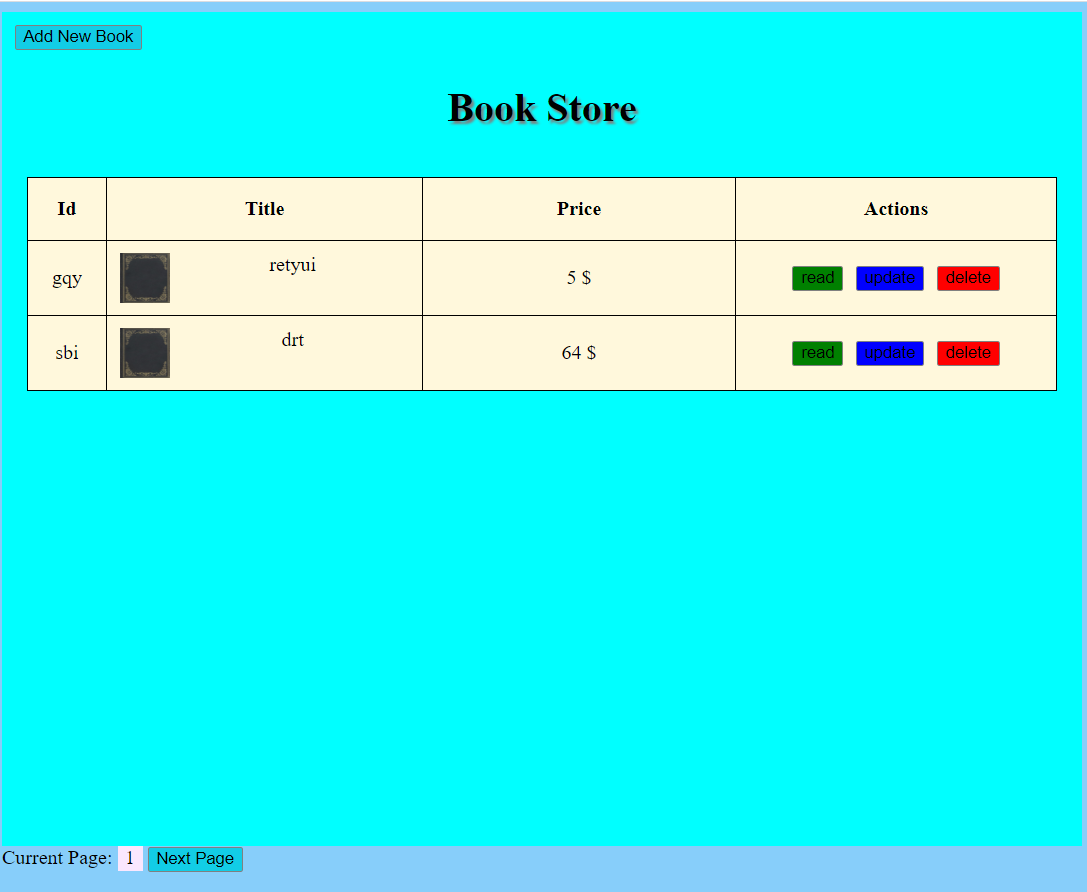 Add New Book
Book Store
Id Title Price Actions
gqy retyui 5 $ read update delete
sbi drt 64 $ read update delete
Current Page: 1 Next Page